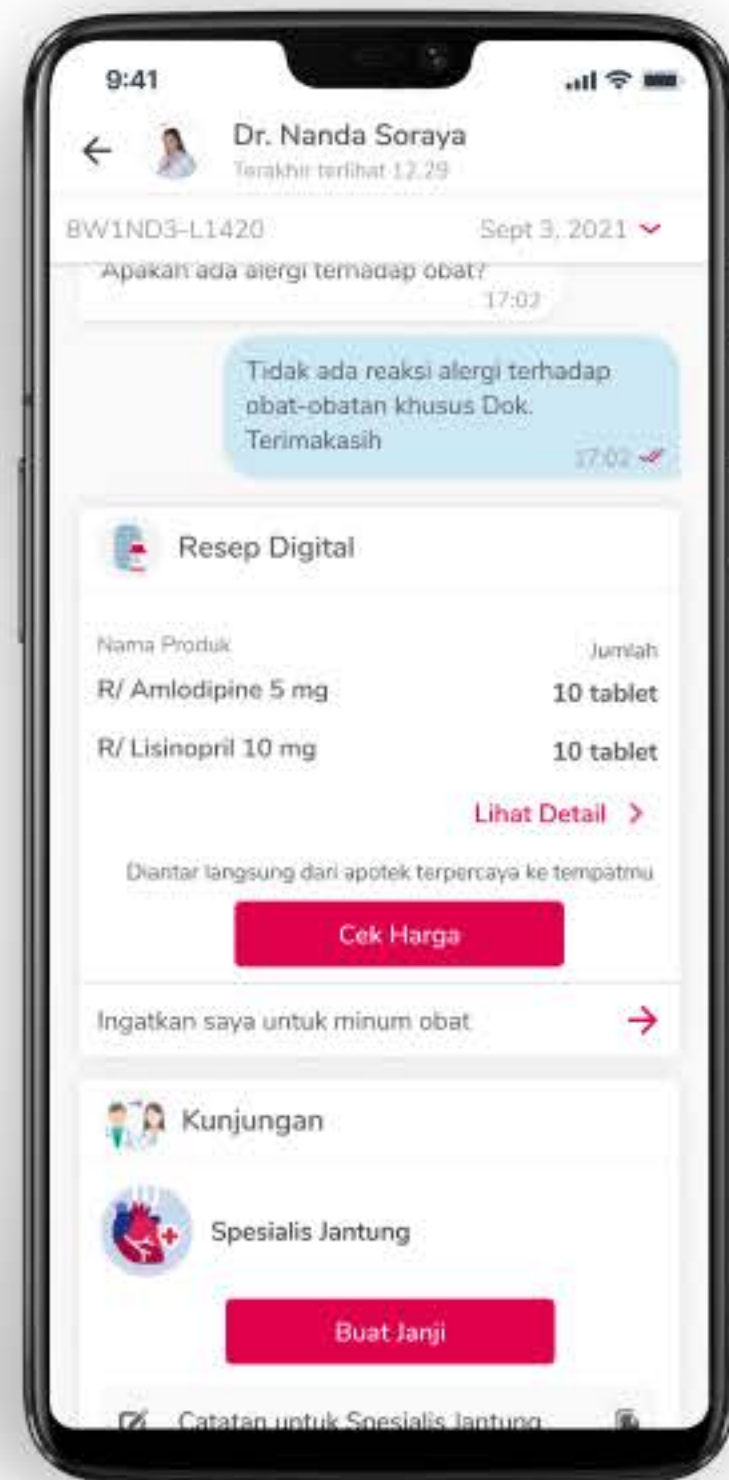 9:41
Dr. Nanda Soraya
Terakhir terlihat 12.29
8W1ND3-L1420
Sept 3, 2021
Apakah ada alergi terhadap obat?
17:02
Tidak ada reaksi alergi terhadap
obat-obatan khusus Dok.
Terimakasih
17:02
Resep Digital
Nama Produk
Jumlah
R/ Amlodipine 5 mg
10 tablet
R/ Lisinopril 10 mg
10 tablet
Lihat Detail
Diantar langsung dari apotek terpercaya ke tempatmu
Cek Harga
Ingatkan saya untuk minum obat
Kunjungan
Spesialis Jantung
Buat Janji
Catatan untuk Spesialis Jantung